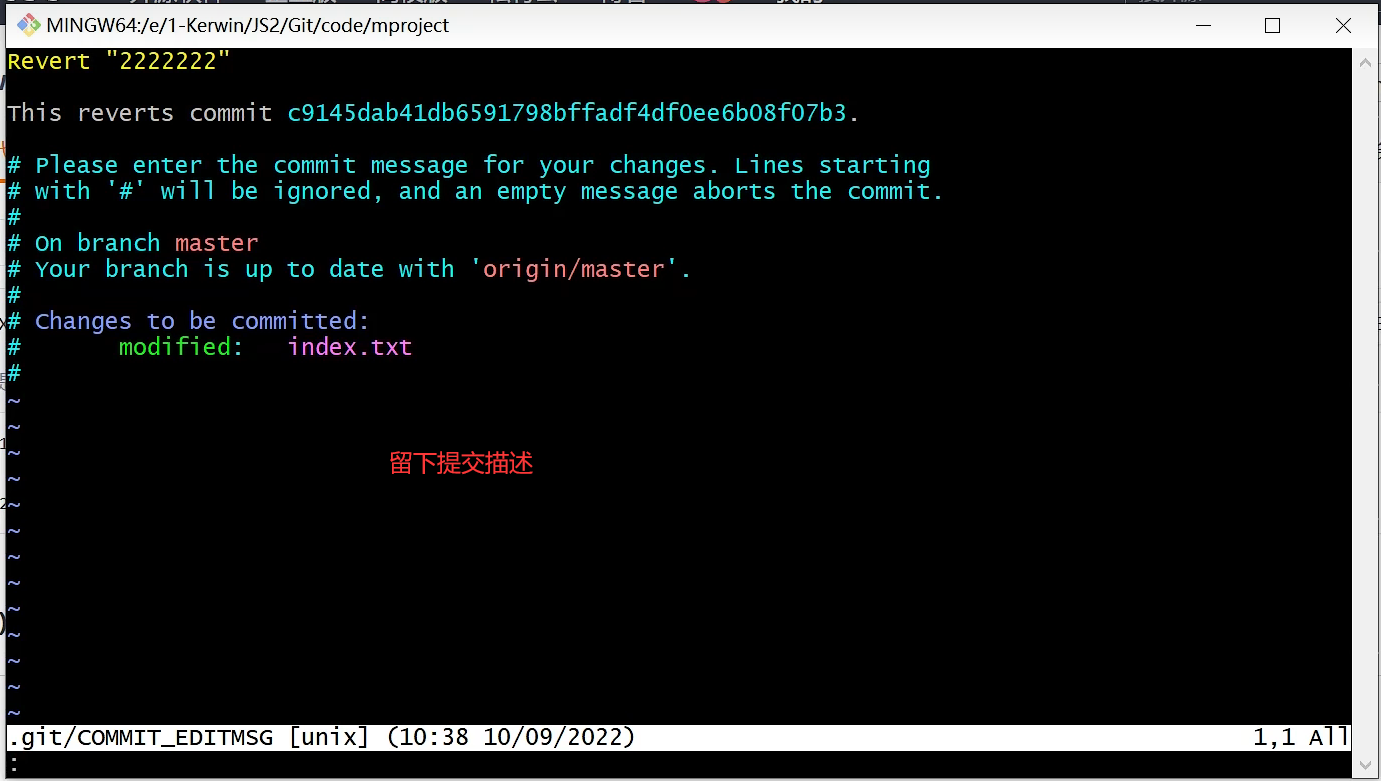 MINGW64:/e/1-Kerwin/JS2/Git/code/mproject
Revert "2222222"
This reverts commit c9145dab41db6591798bffadf4df0ee6b08f07b3.
# Please enter the commit message for your changes. Lines starting
# with '#' will be ignored, and an empty message aborts the commit.
#
# On branch master
# Your branch is up to date with 'origin/master'.
#
# Changes to be committed:
#       modified:   index.txt
#
~
~
~
留下提交描述
~
~
~
~
~
~
~
~
~
~
.git/COMMIT_EDITMSG [unix] (10:38 10/09/2022)    1,1 All
: